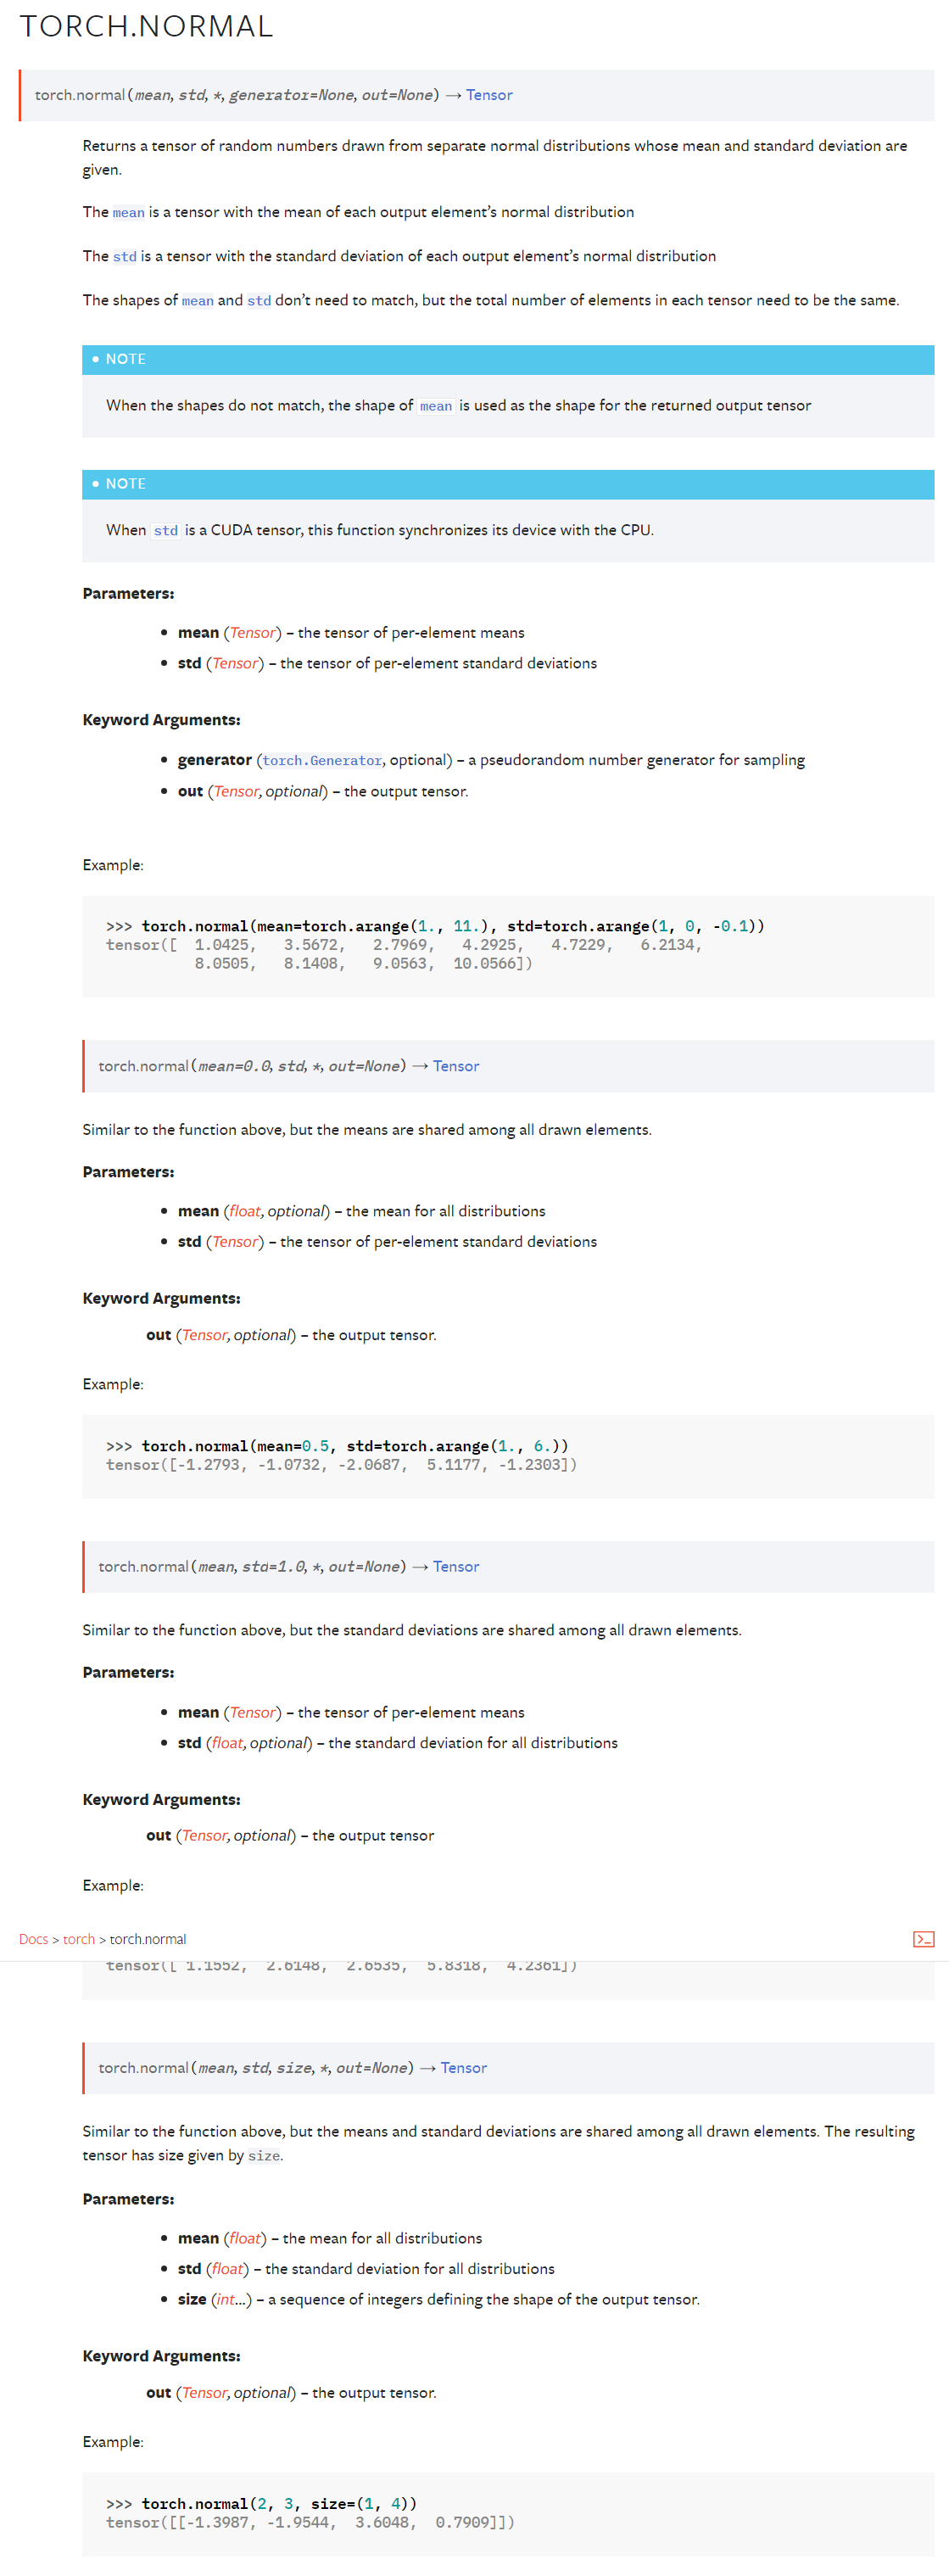 TORCH.NORMAL
torch.normal(mean, std, *, generator=None, out=None) → Tensor
Returns a tensor of random numbers drawn from separate normal distributions whose mean and standard deviation are
given.
The mean is a tensor with the mean of each output element’s normal distribution
The std is a tensor with the standard deviation of each output element’s normal distribution
The shapes of mean and std don’t need to match, but the total number of elements in each tensor need to be the same.
• NOTE
When the shapes do not match, the shape of mean is used as the shape for the returned output tensor
• NOTE
When std is a CUDA tensor, this function synchronizes its device with the CPU.
Parameters:
• mean (Tensor) – the tensor of per-element means
• std (Tensor) – the tensor of per-element standard deviations
Keyword Arguments:
• generator (torch.Generator, optional) – a pseudorandom number generator for sampling
• out (Tensor, optional) – the output tensor.
Example:
>>> torch.normal(mean=torch.arange(1., 11.), std=torch.arange(1, 0, -0.1))
tensor([  1.0425,   3.5672,   2.7969,   4.2925,   4.7229,   6.2134,
          8.0505,   8.1408,   9.0563,  10.0566])
torch.normal(mean=0.0, std, *, out=None) → Tensor
Similar to the function above, but the means are shared among all drawn elements.
Parameters:
• mean (float, optional) – the mean for all distributions
• std (Tensor) – the tensor of per-element standard deviations
Keyword Arguments:
out (Tensor, optional) – the output tensor.
Example:
>>> torch.normal(mean=0.5, std=torch.arange(1., 6.))
tensor([-1.2793, -1.0732, -2.0687,  5.1177, -1.2303])
torch.normal(mean, std=1.0, *, out=None) → Tensor
Similar to the function above, but the standard deviations are shared among all drawn elements.
Parameters:
• mean (Tensor) – the tensor of per-element means
• std (float, optional) – the standard deviation for all distributions
Keyword Arguments:
out (Tensor, optional) – the output tensor
Example:
Docs > torch > torch.normal
tensor([ 1.1552,  2.6148,  2.6535,  5.8318,  4.2361])
torch.normal(mean, std, size, *, out=None) → Tensor
Similar to the function above, but the means and standard deviations are shared among all drawn elements. The resulting
tensor has size given by size.
Parameters:
• mean (float) – the mean for all distributions
• std (float) – the standard deviation for all distributions
• size (int...) – a sequence of integers defining the shape of the output tensor.
Keyword Arguments:
out (Tensor, optional) – the output tensor.
Example:
>>> torch.normal(2, 3, size=(1, 4))
tensor([[-1.3987, -1.9544,  3.6048,  0.7909]])